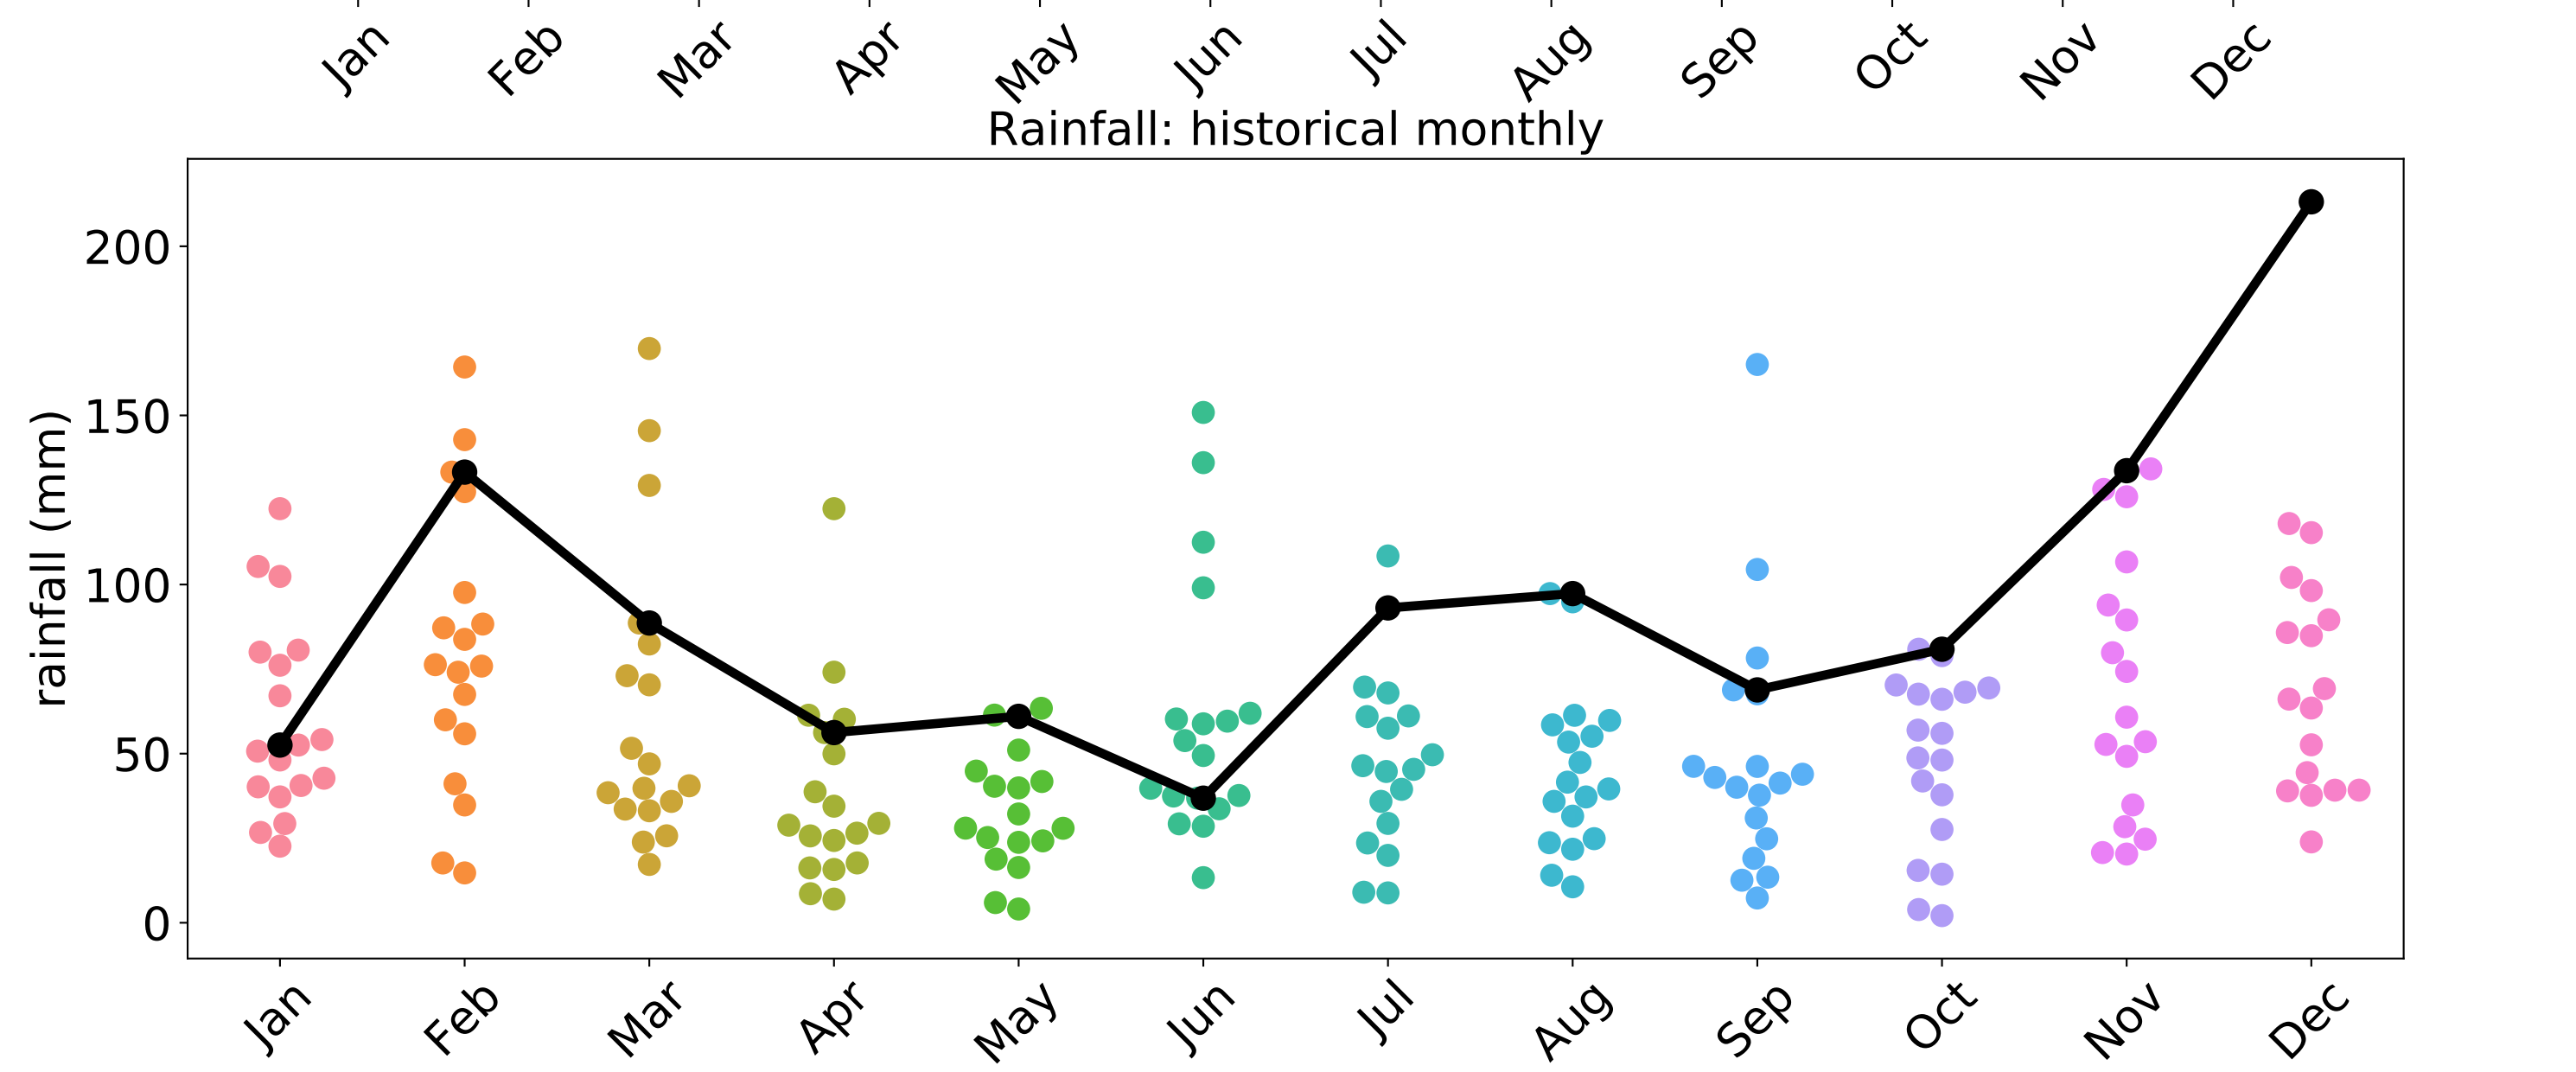 Jan Feb Mar Apr May Jun Jul Aug Sep Oct Nov Dec
Rainfall: historical monthly
rainfall (mm)
200
150
100
50
0
Jan Feb Mar Apr May Jun Jul Aug Sep Oct Nov Dec